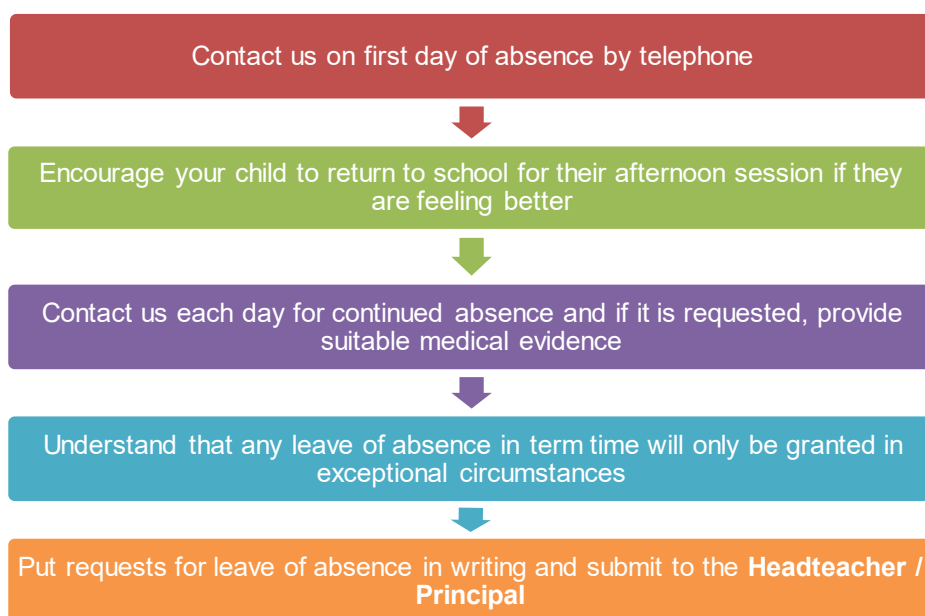 Contact us on first day of absence by telephone
Encourage your child to return to school for their afternoon session if they
are feeling better
Contact us each day for continued absence and if it is requested, provide
suitable medical evidence
Understand that any leave of absence in term time will only be granted in
exceptional circumstances
Put requests for leave of absence in writing and submit to the Headteacher /
Principal